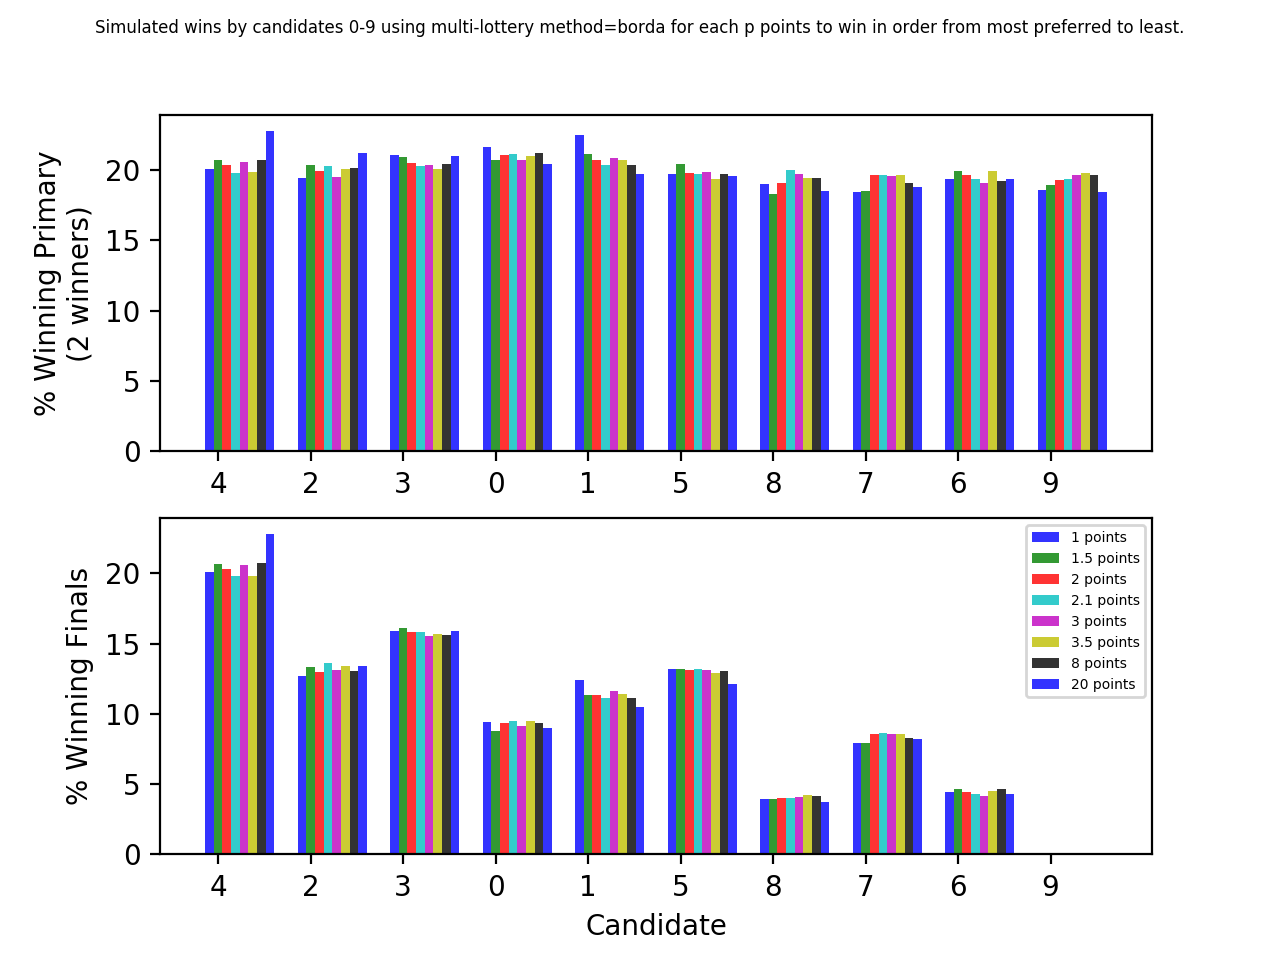 Simulated wins by candidates 0-9 using multi-lottery method=borda for each p points to win in order from most preferred to least.
% Winning Primary
(2 winners)
20
15
10
5
0
4 2 3 0 1 5 8 7 6 9
% Winning Finals
20
15
10
5
0
1 points
1.5 points
2 points
2.1 points
3 points
3.5 points
8 points
20 points
4 2 3 0 1 5 8 7 6 9
Candidate